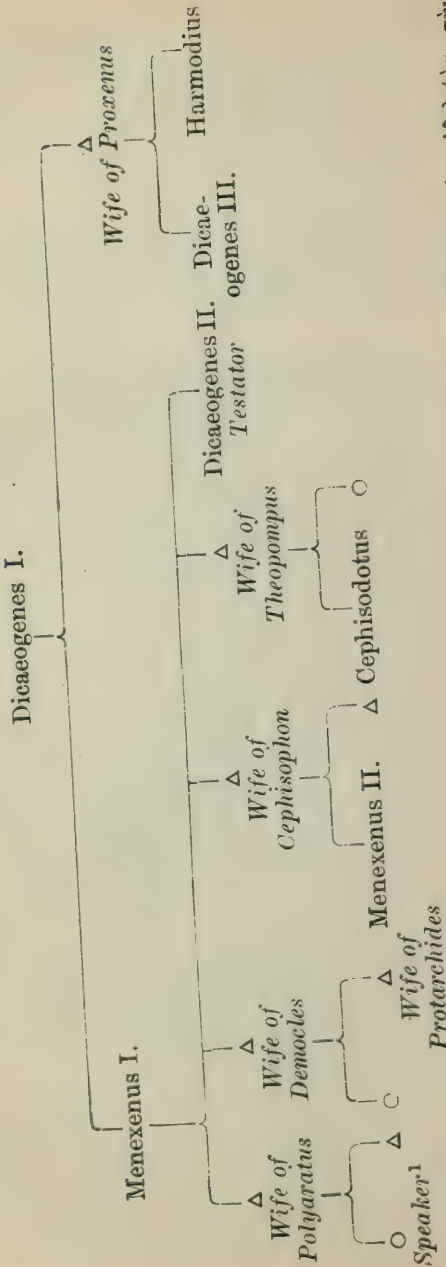 Dicaeogenes I.
Menexenus I.
Wife of Proxenus
Wife of
Polyaratus
Wife of
Democles
Wife of
Cephisophon
Wife of
Theopompus
Dicaeogenes II.
Testator
Dicae-
ogenes III.
Harmodius
Speaker¹
Wife of
Protarchides
Menexenus II.
Cephisodotus